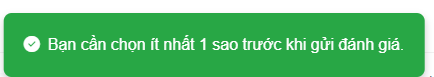 Bạn cần chọn ít nhất 1 sao trước khi gửi đánh giá.